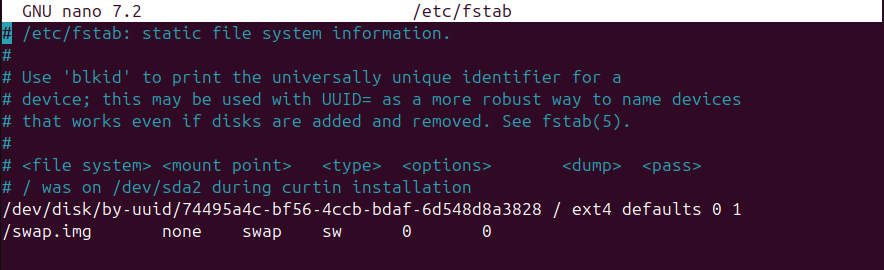 GNU nano 7.2 /etc/fstab
# /etc/fstab: static file system information.
#
# Use 'blkid' to print the universally unique identifier for a
# device; this may be used with UUID= as a more robust way to name devices
# that works even if disks are added and removed. See fstab(5).
#
# <file system> <mount point>   <type>  <options>       <dump>  <pass>
# / was on /dev/sda2 during curtin installation
/dev/disk/by-uuid/74495a4c-bf56-4ccb-bdaf-6d548d8a3828 / ext4 defaults 0 1
/swap.img       none    swap    sw      0       0